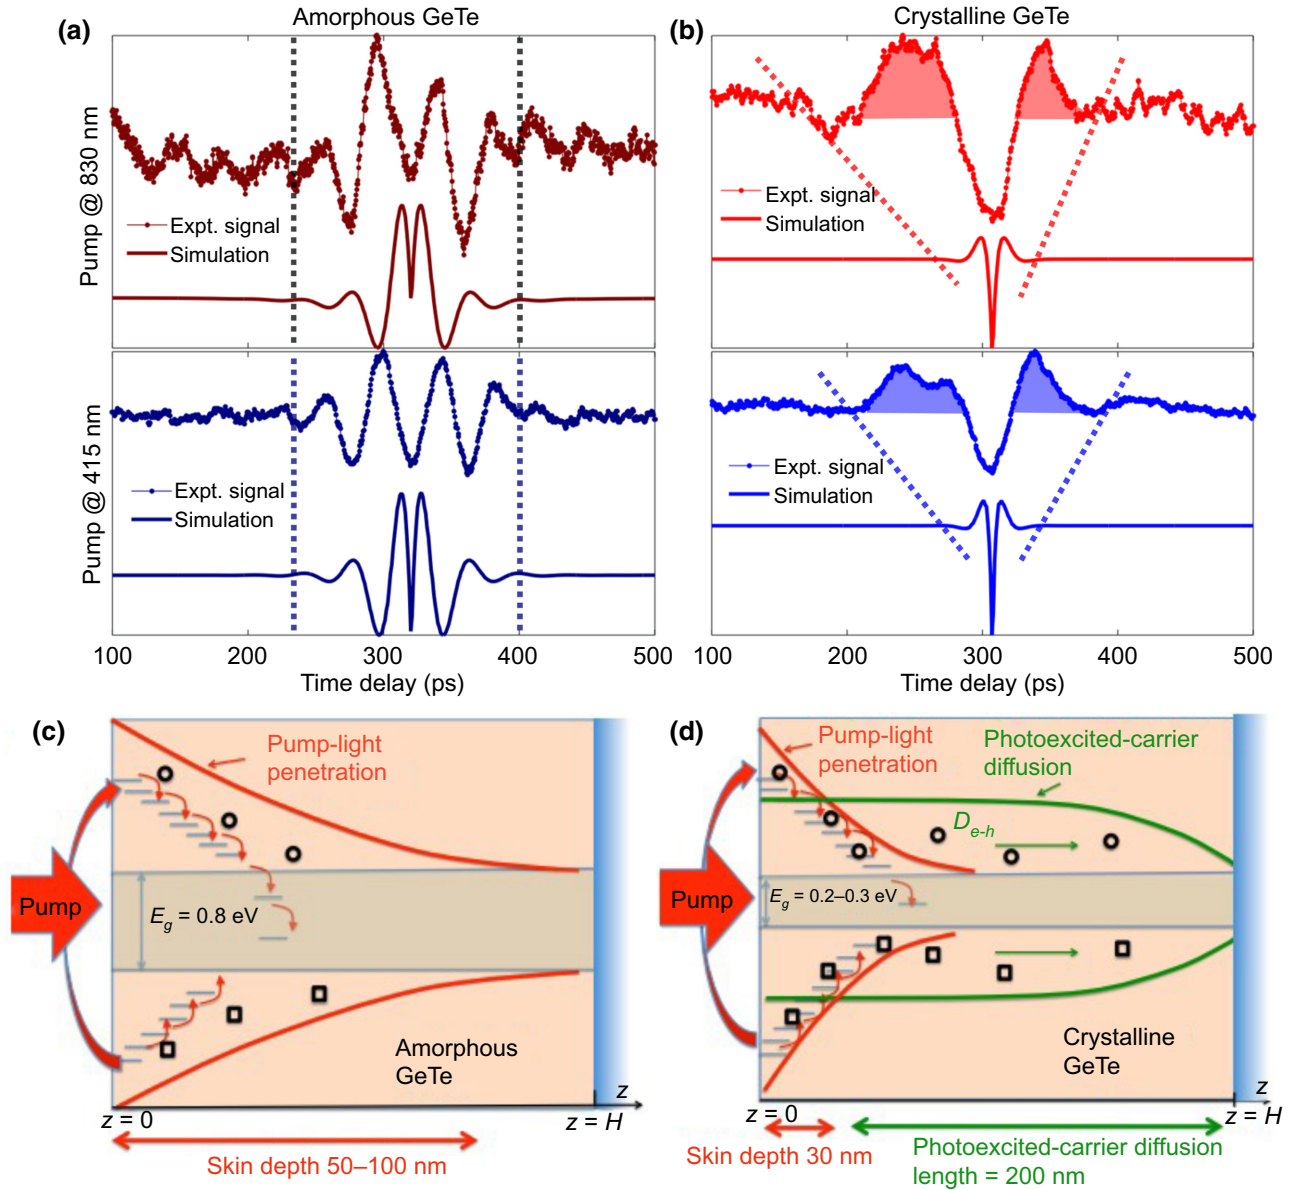 (a)
Amorphous GeTe
Pump @ 830 nm
Expt. signal
Simulation
Pump @ 415 nm
Expt. signal
Simulation
100 200 300 400 500
Time delay (ps)
(b)
Crystalline GeTe
Expt. signal
Simulation
Expt. signal
Simulation
100 200 300 400 500
Time delay (ps)
(c)
Pump-light
penetration
Pump
Eg = 0.8 eV
Amorphous
GeTe
z
z = 0
z = H
Skin depth 50–100 nm
(d)
Pump-light
penetration
Photoexcited-carrier
diffusion
De-h
Pump
Eg = 0.2–0.3 eV
Crystalline
GeTe
z
z = 0
z = H
Skin depth 30 nm
Photoexcited-carrier diffusion
length = 200 nm